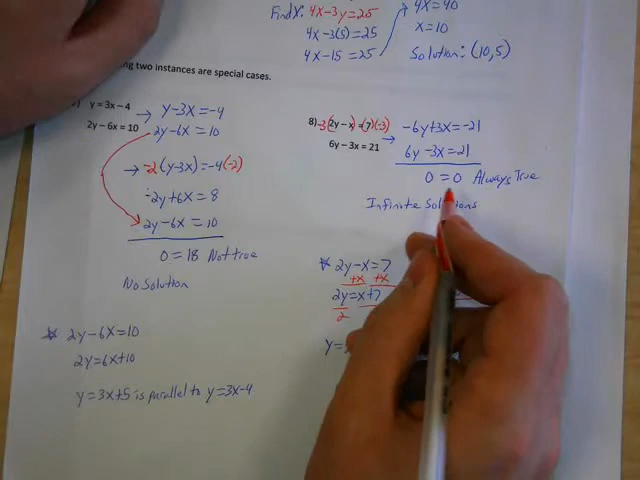 Find X: 4x-3y=25
4x-3(5)=25
4x-15=25
4x=40
x=10
Solution: (10,5)
two instances are special cases.
y = 3x – 4 → y-3x=-4
2y – 6x = 10 2y-6x=10
→ -2(y-3x)=-4(-2)
-2y+6x=8
2y-6x=10
0=18 Not true
No Solution
* 2y-6x=10
2y=6x+10
y=3x+5 is parallel to y=3x-4
8) -3(2y – x) = (7)(-3) → -6y+3x=-21
6y – 3x = 21 6y-3x=21
0=0 Always True
Infinite Solutions
* 2y-x=7
+x +x
2y=x+7
2
y=